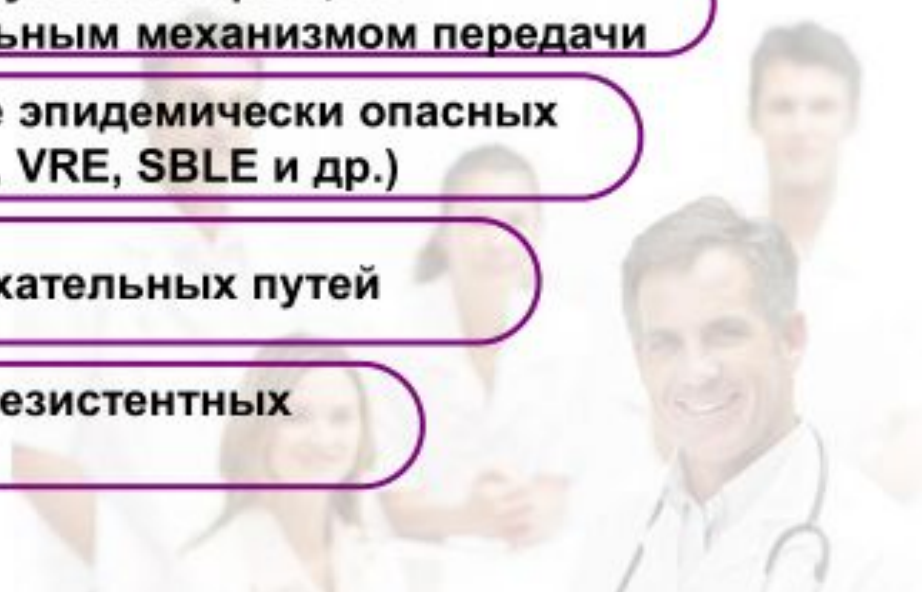 ьным механизмом передачи
е эпидемически опасных
, VRE, SBLE и др.)
хательных путей
езистентных